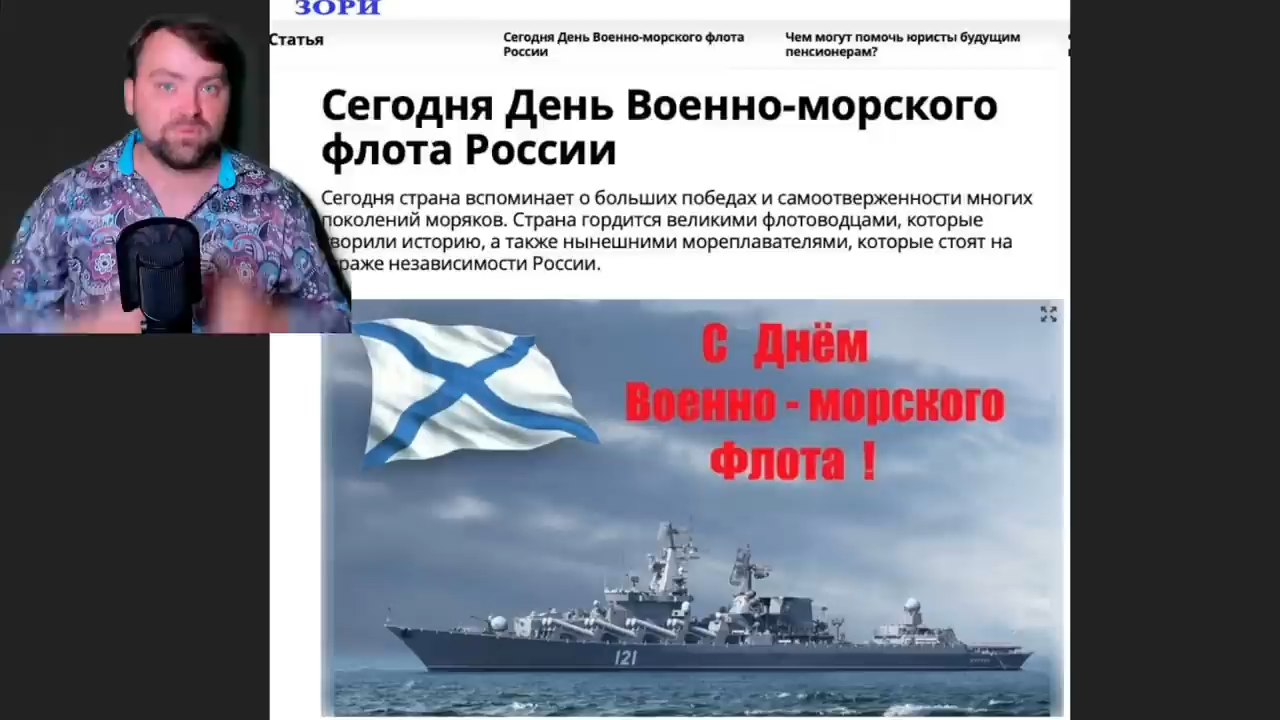 ЗОРИ
Статья
Сегодня День Военно-морского флота
России
Чем могут помочь юристы будущим
пенсионерам?
Сегодня День Военно-морского
флота России
Сегодня страна вспоминает о больших победах и самоотверженности многих
поколений моряков. Страна гордится великими флотоводцами, которые
ворили историю, а также нынешними мореплавателями, которые стоят на
раже независимости России.
С Днём
Военно - морского
Флота !
121